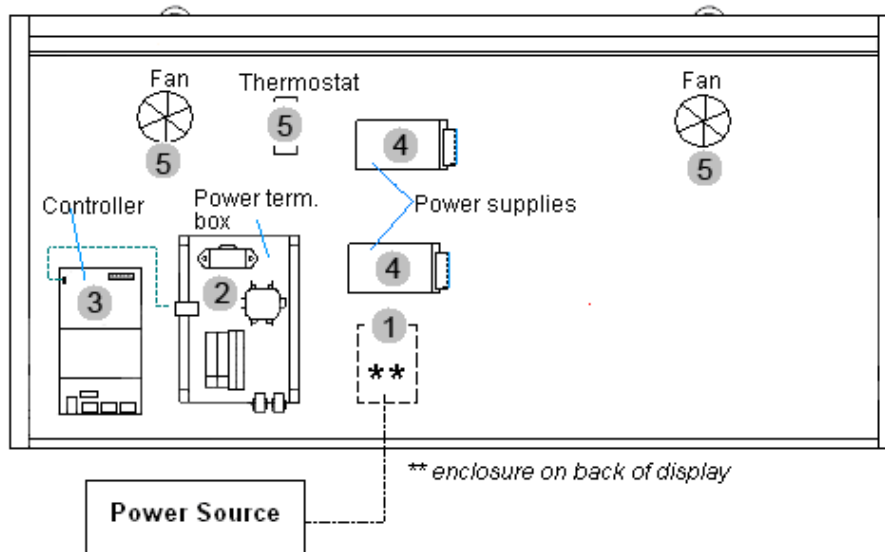 Fan
Thermostat
Fan
5
4
5
5
Controller
Power term.
box
Power supplies
4
2
3
1
**
** enclosure on back of display
Power Source